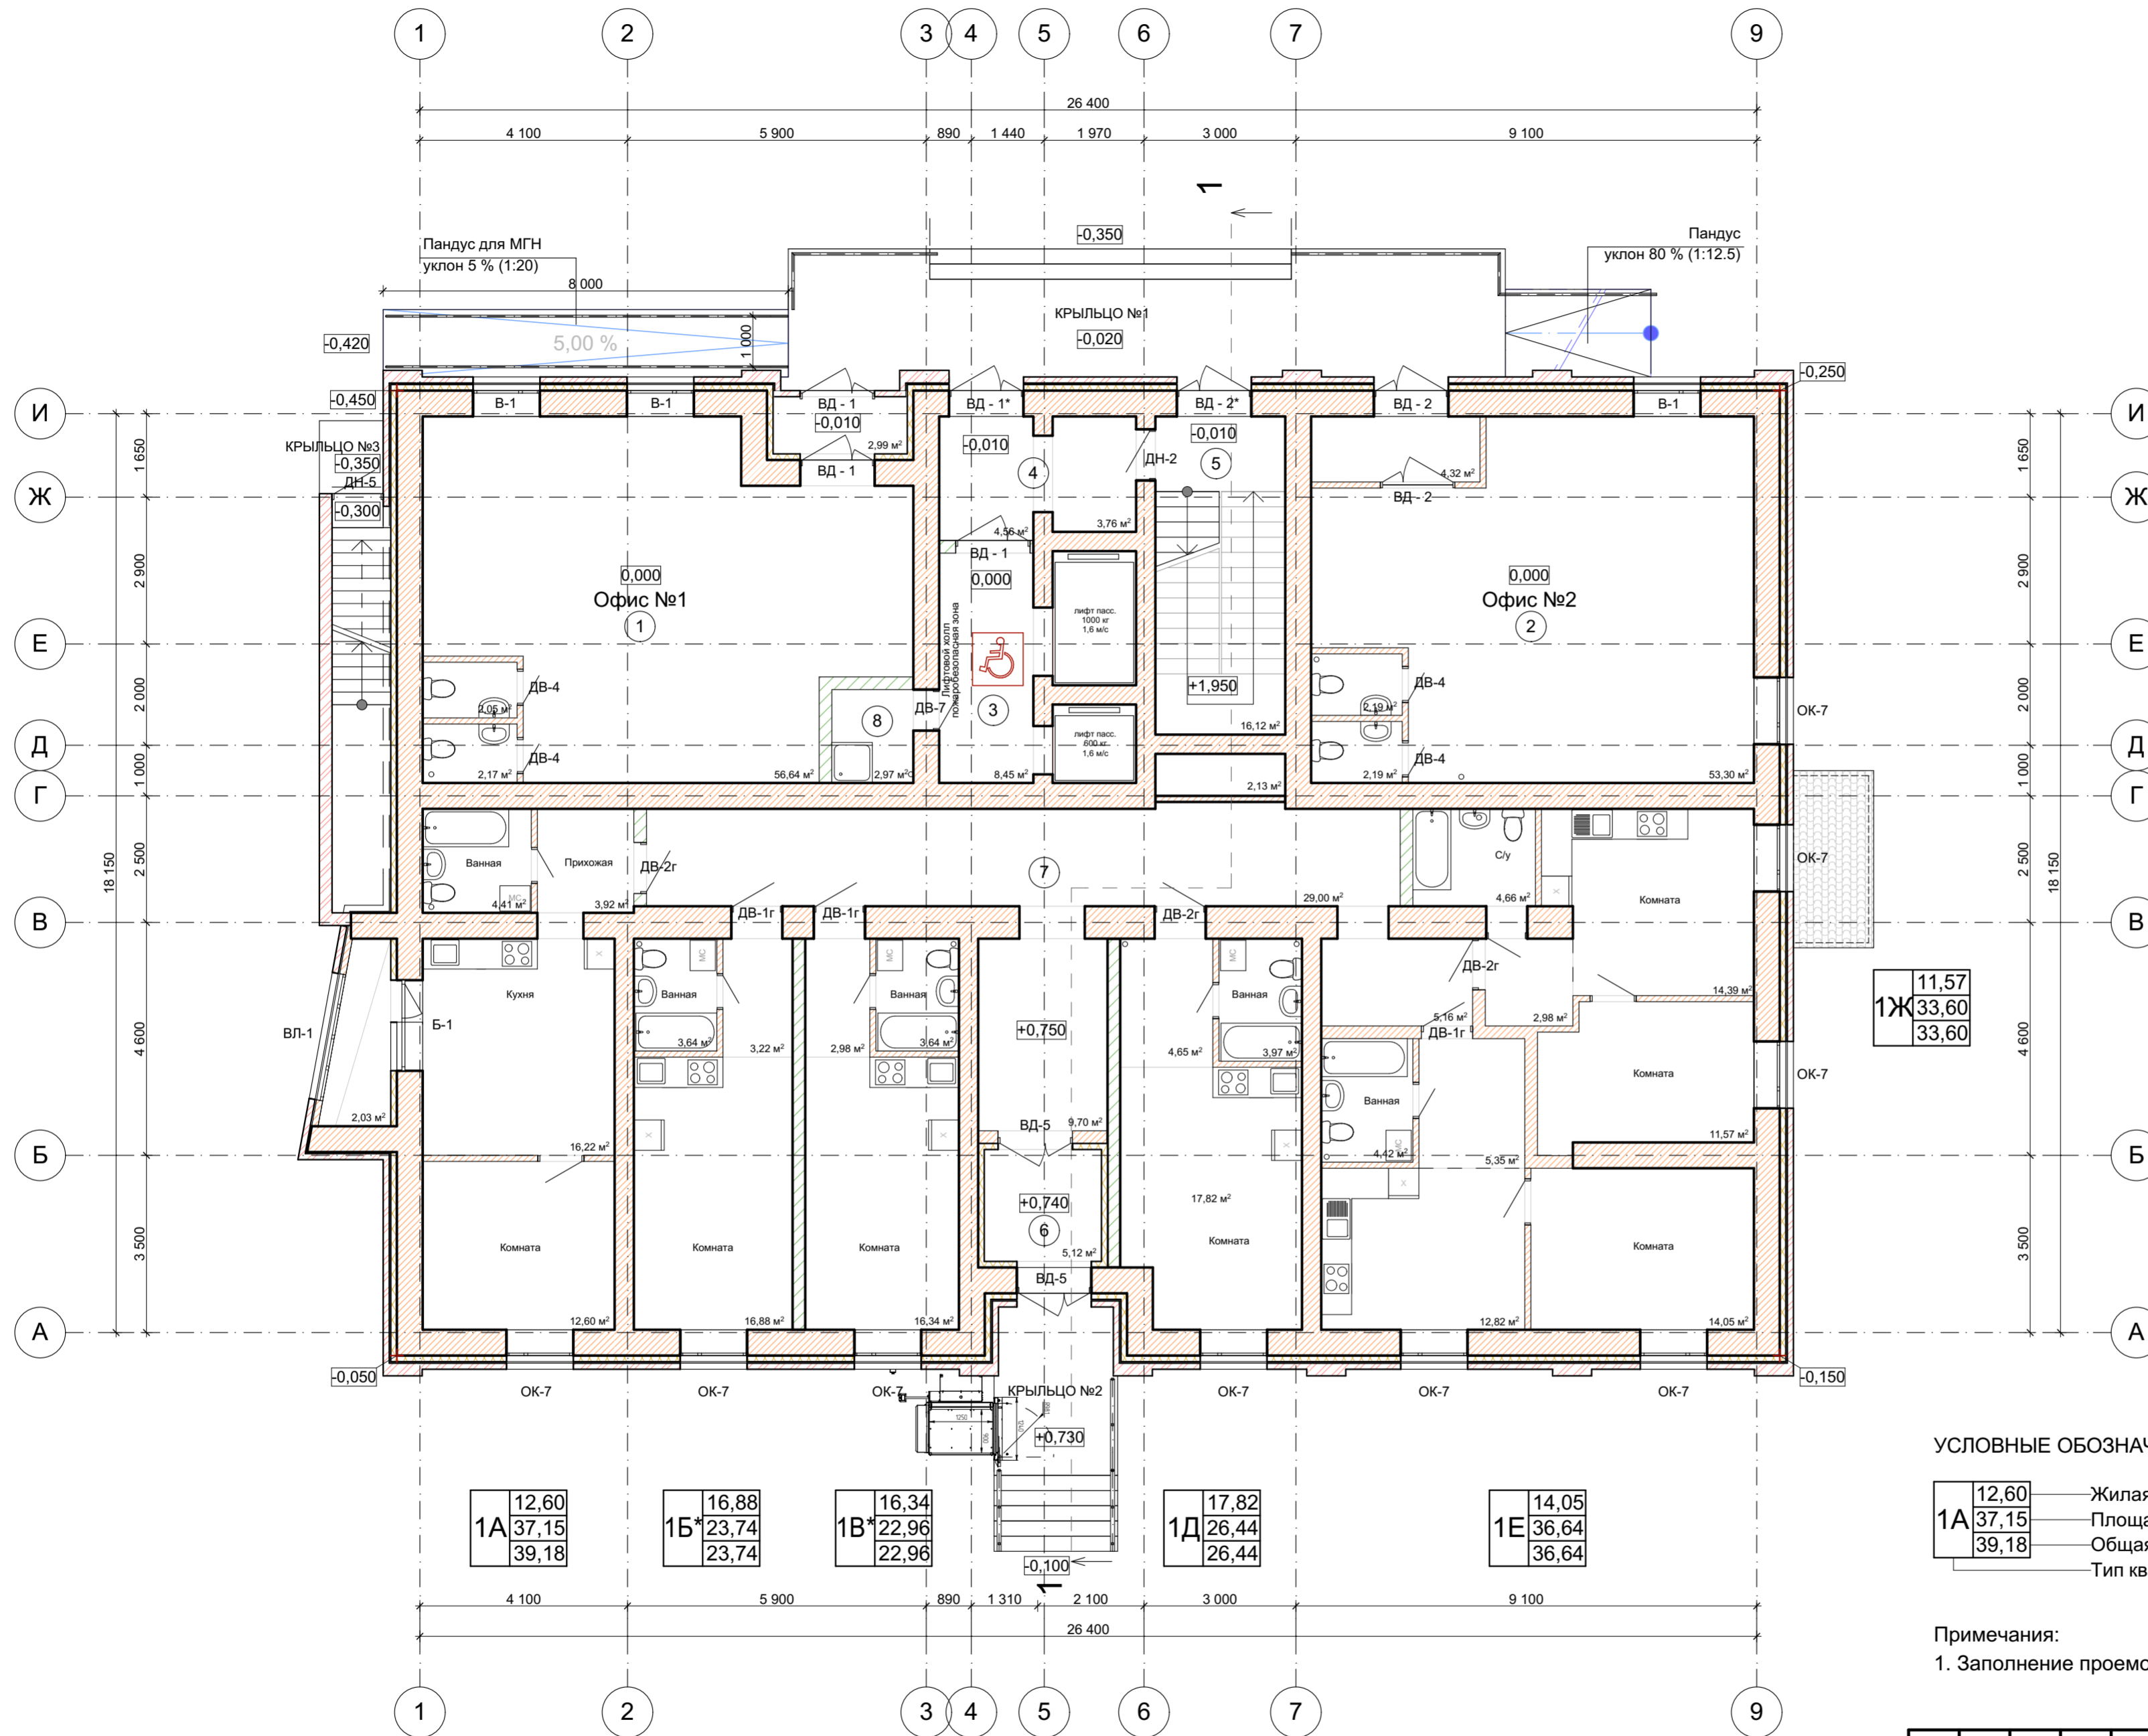 1 2 3 4 5 6 7 9
26 400
4 100 5 900 890 1 440 1 970 3 000 9 100
1
Пандус для МГН
уклон 5 % (1:20)
8 000
-0,350
Пандус
уклон 80 % (1:12.5)
КРЫЛЬЦО №1
-0,020
-0,420
5,00 %
1 000
-0,450
-0,250
И
В-1
В-1
ВД - 1
-0,010
2,99 м²
ВД - 1
ВД - 1*
-0,010
ВД - 2*
-0,010
ВД - 2
В-1
И
КРЫЛЬЦО №3
-0,350
ДН-5
-0,300
4
ДН-2
5
4,32 м²
ВД - 2
Ж
Ж
1 650
2 900
2 000
1 000
2 500
4 600
3 500
18 150
4,56 м²
3,76 м²
ВД - 1
0,000
0,000
Офис №1
1
0,000
Офис №2
2
лифт пасс.
1000 кг
1,6 м/с
Лифтовой холл
пожаробезопасная зона
Е
Е
+1,950
ДВ-4
2,05 м²
ДВ-4
2,17 м²
56,64 м²
8
2,97 м²
ДВ-7
3
8,45 м²
лифт пасс.
600 кг
1,6 м/с
16,12 м²
2,13 м²
ДВ-4
2,19 м²
ДВ-4
2,19 м²
53,30 м²
ОК-7
Д
Д
Г
Г
1 650
2 900
2 000
1 000
2 500
4 600
3 500
18 150
Ванная
МС
4,41 м²
Прихожая
3,92 м²
ДВ-2г
7
29,00 м²
С/у
4,66 м²
Х
Комната
ОК-7
В
ДВ-1г
ДВ-1г
ДВ-2г
В
Х
МС
МС
МС
Кухня
Ванная
Ванная
Ванная
ДВ-2г
14,39 м²
Б-1
ВЛ-1
+0,750
3,64 м²
3,22 м²
2,98 м²
3,64 м²
4,65 м²
3,97 м²
5,16 м²
ДВ-1г
2,98 м²
1Ж
11,57
33,60
33,60
ОК-7
Комната
Ванная
МС
2,03 м²
16,22 м²
Х
Х
ВД-5
9,70 м²
Х
4,42 м²
5,35 м²
11,57 м²
Б
Б
Х
+0,740
6
5,12 м²
17,82 м²
Комната
Комната
Комната
Комната
Комната
ВД-5
12,60 м²
16,88 м²
16,34 м²
12,82 м²
14,05 м²
А
А
-0,050
-0,150
ОК-7
ОК-7
ОК-7
КРЫЛЬЦО №2
ОК-7
ОК-7
ОК-7
1250
900
+0,730
УСЛОВНЫЕ ОБОЗНАЧ
1А
12,60
37,15
39,18
1Б*
16,88
23,74
23,74
1В*
16,34
22,96
22,96
1Д
17,82
26,44
26,44
1Е
14,05
36,64
36,64
1А
12,60 Жилая
37,15 Площа
39,18 Общая
Тип кв
-0,100
1
4 100 5 900 890 1 310 2 100 3 000 9 100
26 400
Примечания:
1. Заполнение проемо
1 2 3 4 5 6 7 9